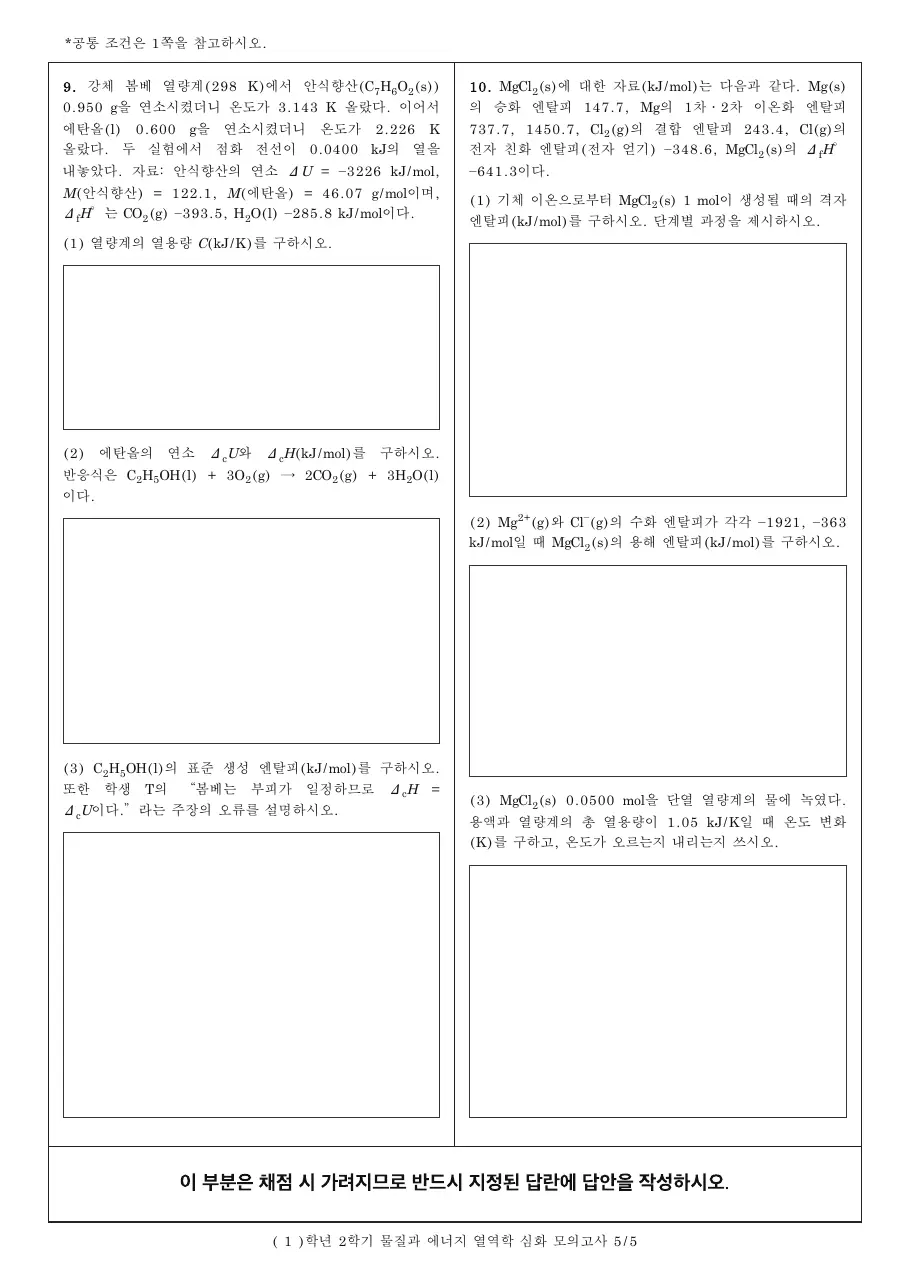 *공통 조건은 1쪽을 참고하시오.
9. 강체 봄베 열량계(298 K)에서 안식향산(C₇H₆O₂(s))
0.950 g을 연소시켰더니 온도가 3.143 K 올랐다. 이어서
에탄올(l) 0.600 g을 연소시켰더니 온도가 2.226 K
올랐다. 두 실험에서 점화 전선이 0.0400 kJ의 열을
내놓았다. 자료: 안식향산의 연소 ΔU = −3226 kJ/mol,
M(안식향산) = 122.1, M(에탄올) = 46.07 g/mol이며,
Δ_fH° 는 CO₂(g) −393.5, H₂O(l) −285.8 kJ/mol이다.
(1) 열량계의 열용량 C(kJ/K)를 구하시오.
(2) 에탄올의 연소 Δ_cU와 Δ_cH(kJ/mol)를 구하시오.
반응식은 C₂H₅OH(l) + 3O₂(g) → 2CO₂(g) + 3H₂O(l)
이다.
(3) C₂H₅OH(l)의 표준 생성 엔탈피(kJ/mol)를 구하시오.
또한 학생 T의 “봄베는 부피가 일정하므로 Δ_cH =
Δ_cU이다.” 라는 주장의 오류를 설명하시오.
10. MgCl₂(s)에 대한 자료(kJ/mol)는 다음과 같다. Mg(s)
의 승화 엔탈피 147.7, Mg의 1차·2차 이온화 엔탈피
737.7, 1450.7, Cl₂(g)의 결합 엔탈피 243.4, Cl(g)의
전자 친화 엔탈피(전자 얻기) −348.6, MgCl₂(s)의 Δ_fH°
−641.3이다.
(1) 기체 이온으로부터 MgCl₂(s) 1 mol이 생성될 때의 격자
엔탈피(kJ/mol)를 구하시오. 단계별 과정을 제시하시오.
(2) Mg²⁺(g)와 Cl⁻(g)의 수화 엔탈피가 각각 −1921, −363
kJ/mol일 때 MgCl₂(s)의 용해 엔탈피(kJ/mol)를 구하시오.
(3) MgCl₂(s) 0.0500 mol을 단열 열량계의 물에 녹였다.
용액과 열량계의 총 열용량이 1.05 kJ/K일 때 온도 변화
(K)를 구하고, 온도가 오르는지 내리는지 쓰시오.
이 부분은 채점 시 가려지므로 반드시 지정된 답란에 답안을 작성하시오.
( 1 )학년 2학기 물질과 에너지 열역학 심화 모의고사 5/5